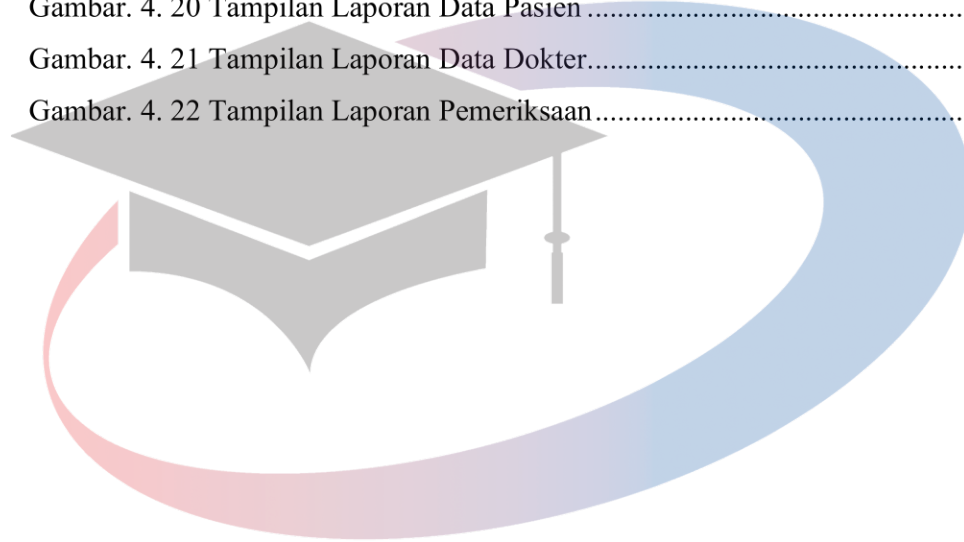 Gambar. 4. 20 Tampilan Laporan Data Pasien .................................................
Gambar. 4. 21 Tampilan Laporan Data Dokter.................................................
Gambar. 4. 22 Tampilan Laporan Pemeriksaan................................................